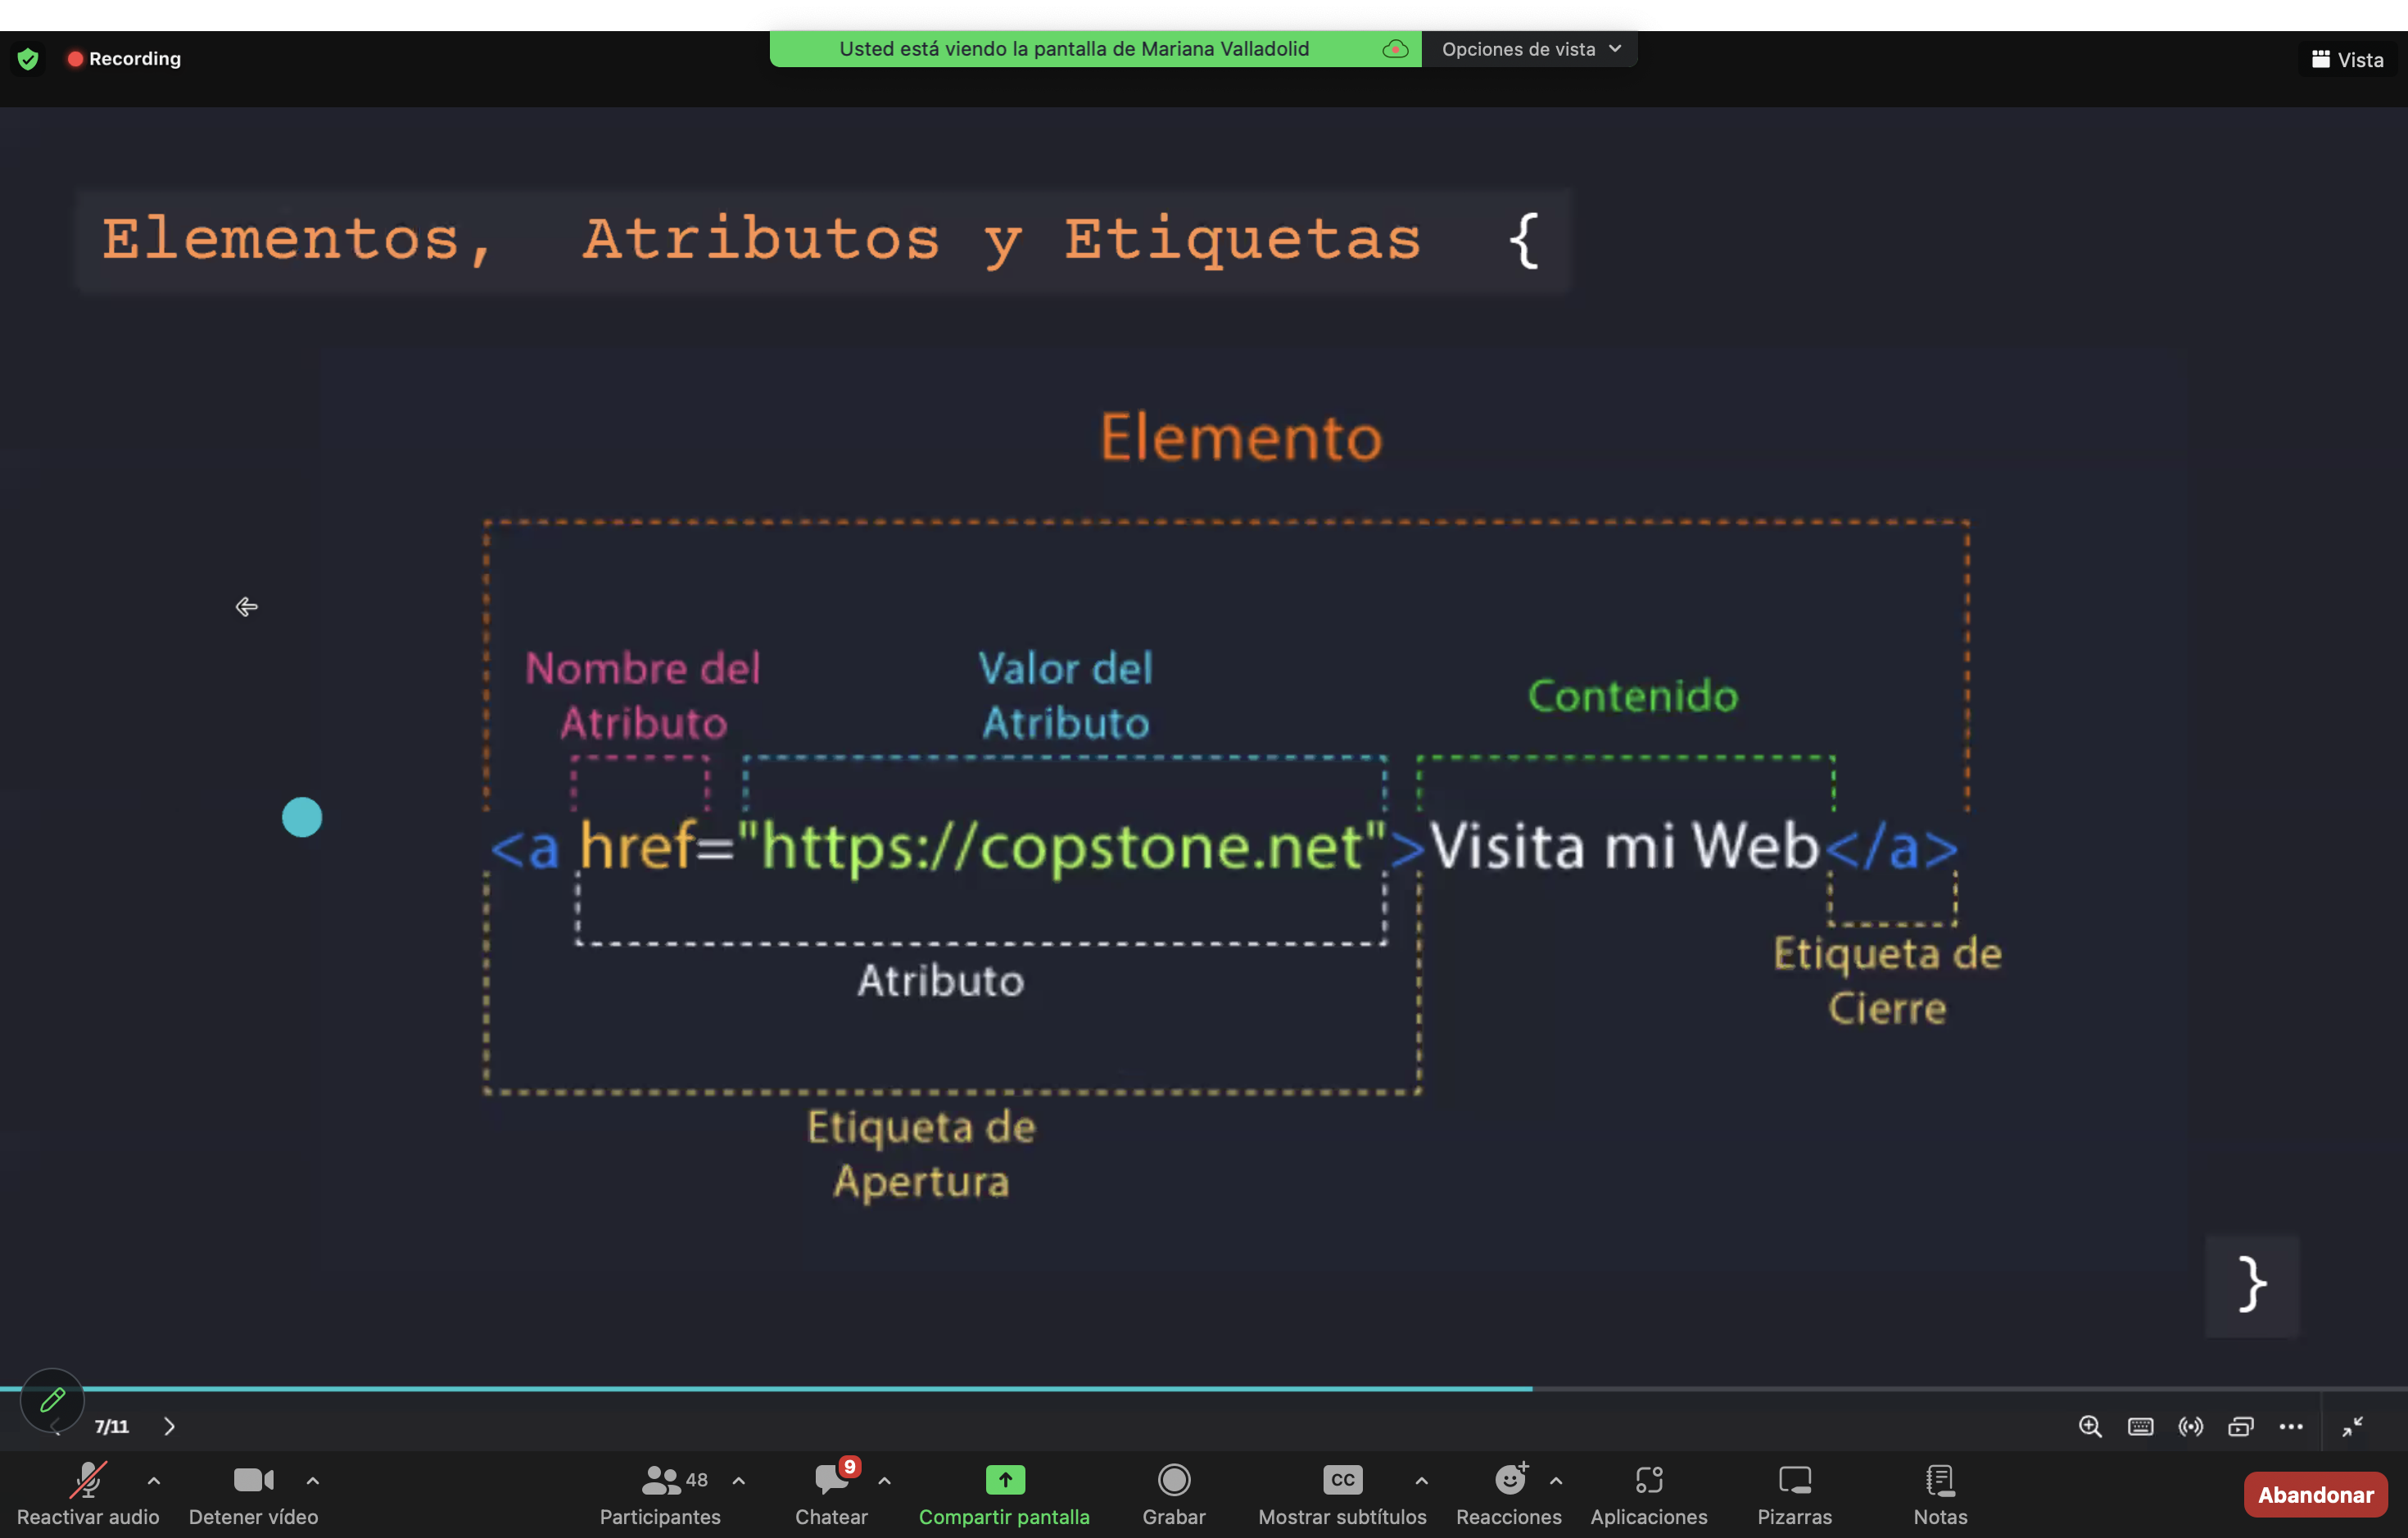 Recording
Usted está viendo la pantalla de Mariana Valladolid
Opciones de vista
Vista
Elementos, Atributos y Etiquetas {
Elemento
Nombre del
Atributo
Valor del
Atributo
Contenido
<a href="https://copstone.net">Visita mi Web</a>
Atributo
Etiqueta de
Cierre
Etiqueta de
Apertura
}
7/11
48
9
CC
Reactivar audio
Detener vídeo
Participantes
Chatear
Compartir pantalla
Grabar
Mostrar subtítulos
Reacciones
Aplicaciones
Pizarras
Notas
Abandonar